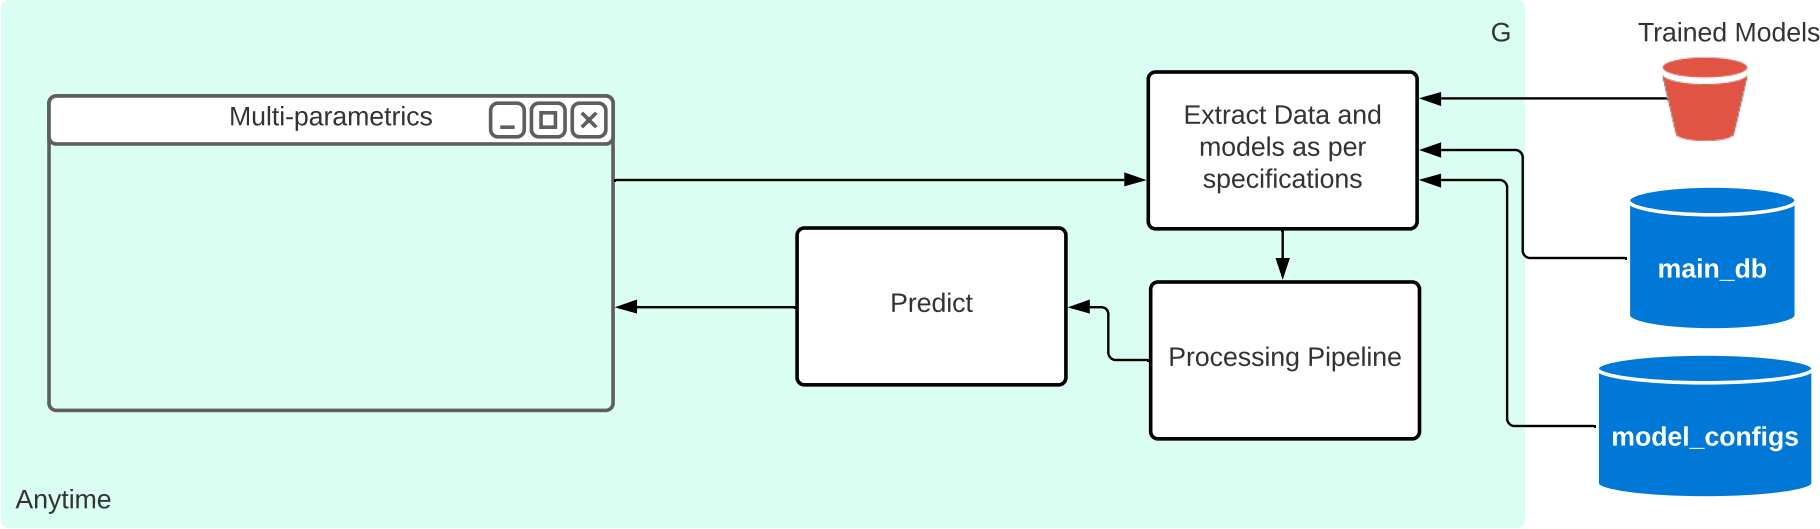 G
Trained Models
Multi-parametrics
Extract Data and
models as per
specifications
main_db
Predict
Processing Pipeline
model_configs
Anytime